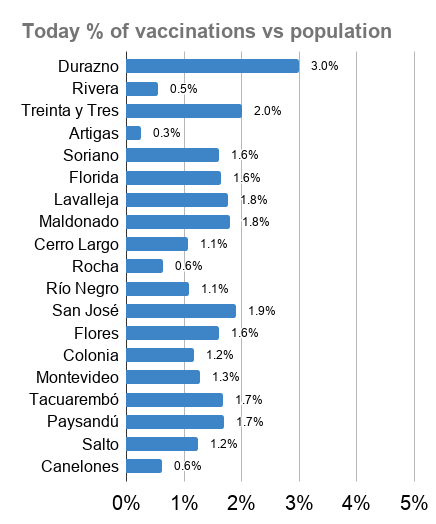 Today % of vaccinations vs population
Durazno 3.0%
Rivera 0.5%
Treinta y Tres 2.0%
Artigas 0.3%
Soriano 1.6%
Florida 1.6%
Lavalleja 1.8%
Maldonado 1.8%
Cerro Largo 1.1%
Rocha 0.6%
Río Negro 1.1%
San José 1.9%
Flores 1.6%
Colonia 1.2%
Montevideo 1.3%
Tacuarembó 1.7%
Paysandú 1.7%
Salto 1.2%
Canelones 0.6%
0% 1% 2% 3% 4% 5%